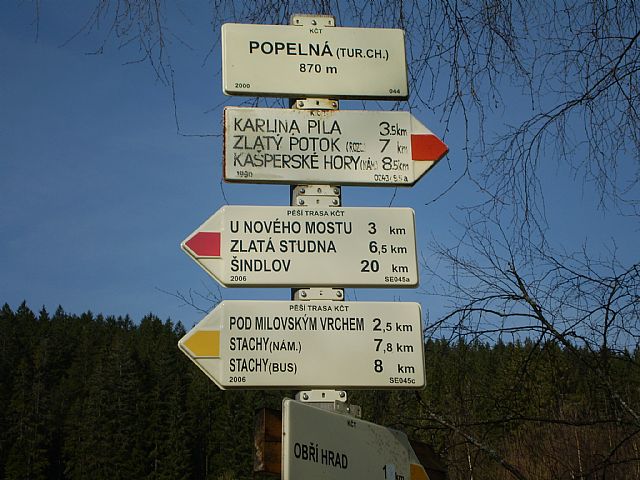 KČT
POPELNÁ (TUR.CH.)
870 m
2000 044
KČT
KARLINA PILA 3,5 km
ZLATÝ POTOK (ROZC.) 7 km
KAŠPERSKÉ HORY (NÁM.) 8,5 km
1990
PĚŠÍ TRASA KČT
U NOVÉHO MOSTU 3 km
ZLATÁ STUDNA 6,5 km
ŠINDLOV 20 km
2006 SE045a
PĚŠÍ TRASA KČT
POD MILOVSKÝM VRCHEM 2,5 km
STACHY (NÁM.) 7,8 km
STACHY (BUS) 8 km
2006 SE045c
KČT
OBŘÍ HRAD